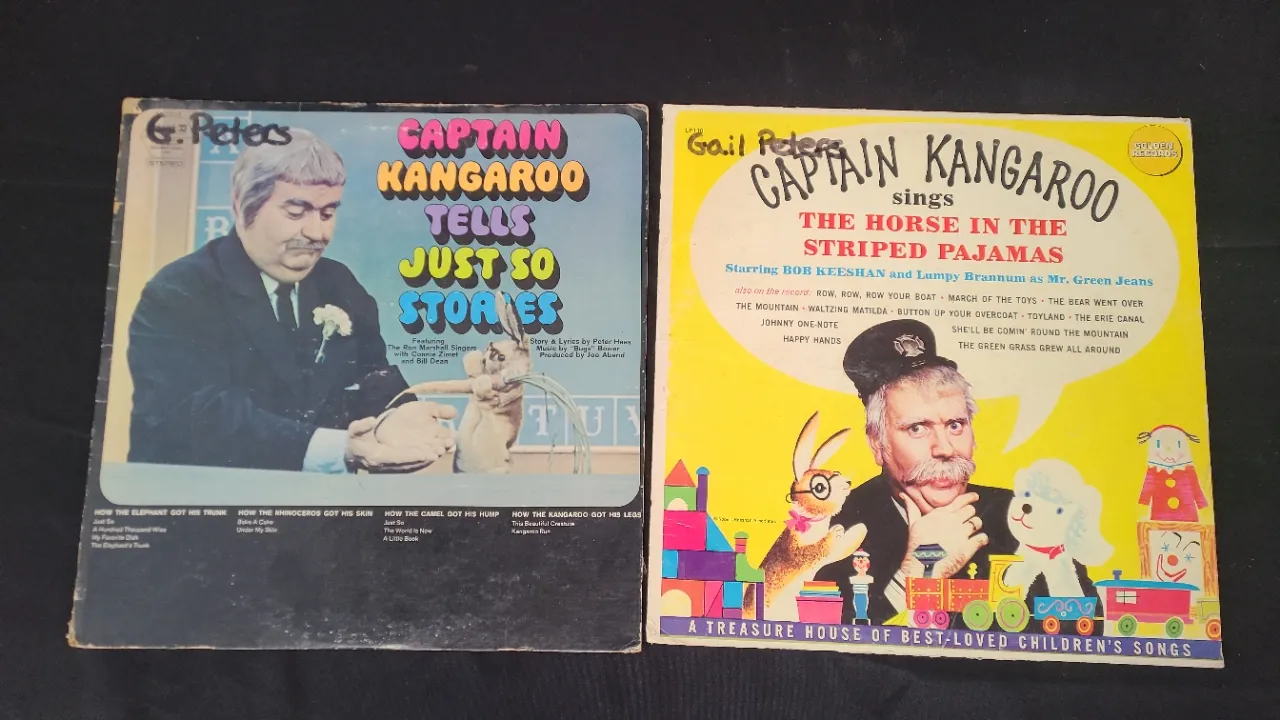 G. Peters
STEREO
CAPTAIN
KANGAROO
TELLS
JUST SO
STORIES
Featuring
The Ron Marshall Singers
with Connie Zimet
and Bill Dean
Story & Lyrics by Peter Hess
Music by "Bugs" Bower
Produced by Joe Abend
T U V
HOW THE ELEPHANT GOT HIS TRUNK
Just So
A Hundred Thousand Miles
My Favorite Dish
The Elephant's Trunk
HOW THE RHINOCEROS GOT HIS SKIN
Bake A Cake
Under My Skin
HOW THE CAMEL GOT HIS HUMP
Just So
The World Is New
A Little Book
HOW THE KANGAROO GOT HIS LEGS
This Beautiful Creature
Kangaroo Run
LP110
Gail Peters
GOLDEN
RECORDS
CAPTAIN KANGAROO
sings
THE HORSE IN THE
STRIPED PAJAMAS
Starring BOB KEESHAN and Lumpy Brannum as Mr. Green Jeans
also on the record: ROW, ROW, ROW YOUR BOAT • MARCH OF THE TOYS • THE BEAR WENT OVER
THE MOUNTAIN • WALTZING MATILDA • BUTTON UP YOUR OVERCOAT • TOYLAND • THE ERIE CANAL
JOHNNY ONE-NOTE
SHE'LL BE COMIN' ROUND THE MOUNTAIN
HAPPY HANDS
THE GREEN GRASS GREW ALL AROUND
A TREASURE HOUSE OF BEST-LOVED CHILDREN'S SONGS